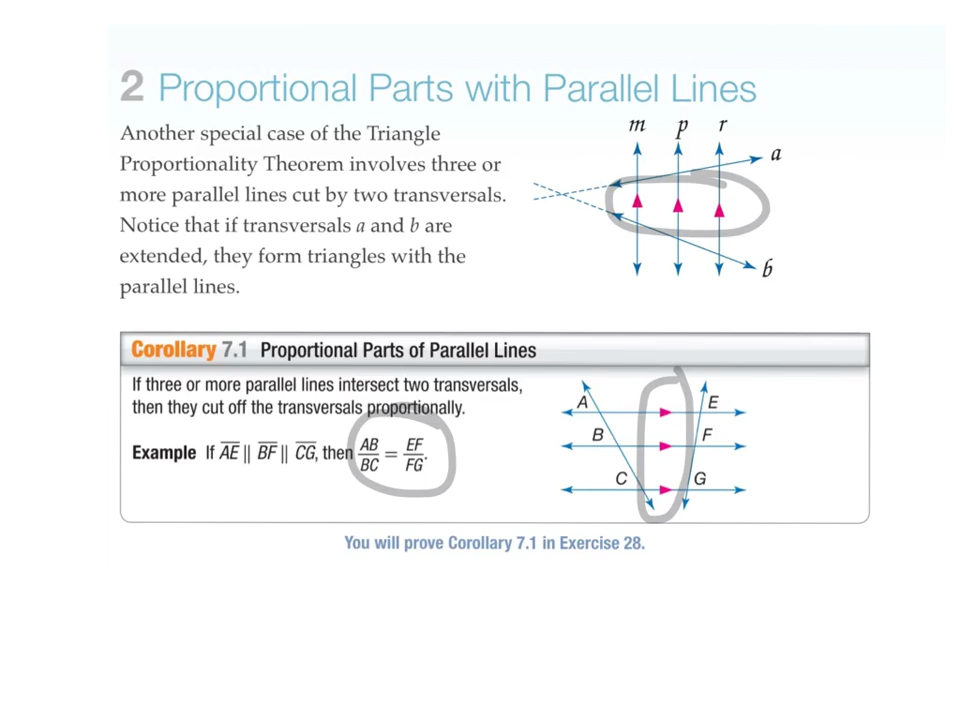 2 Proportional Parts with Parallel Lines
Another special case of the Triangle
Proportionality Theorem involves three or
more parallel lines cut by two transversals.
Notice that if transversals a and b are
extended, they form triangles with the
parallel lines.
m p r
a
b
Corollary 7.1 Proportional Parts of Parallel Lines
If three or more parallel lines intersect two transversals,
then they cut off the transversals proportionally.
Example If A̅E̅ || B̅F̅ || C̅G̅, then AB/BC = EF/FG.
A E
B F
C G
You will prove Corollary 7.1 in Exercise 28.